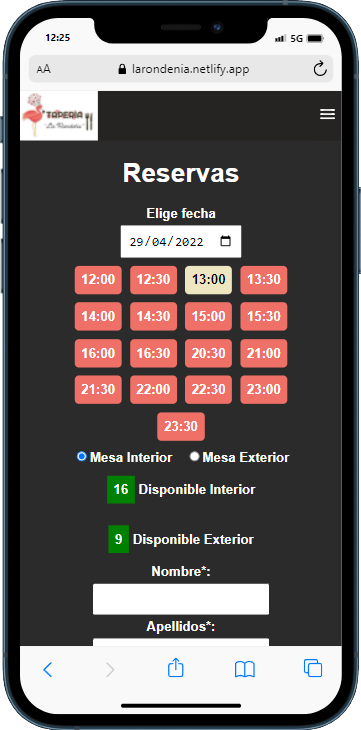 12:25
5G
AA
larondenia.netlify.app
TAPERIA
Reservas
Elige fecha
29/04/2022
12:00 12:30 13:00 13:30
14:00 14:30 15:00 15:30
16:00 16:30 20:30 21:00
21:30 22:00 22:30 23:00
23:30
Mesa Interior Mesa Exterior
16 Disponible Interior
9 Disponible Exterior
Nombre*:
Apellidos*: